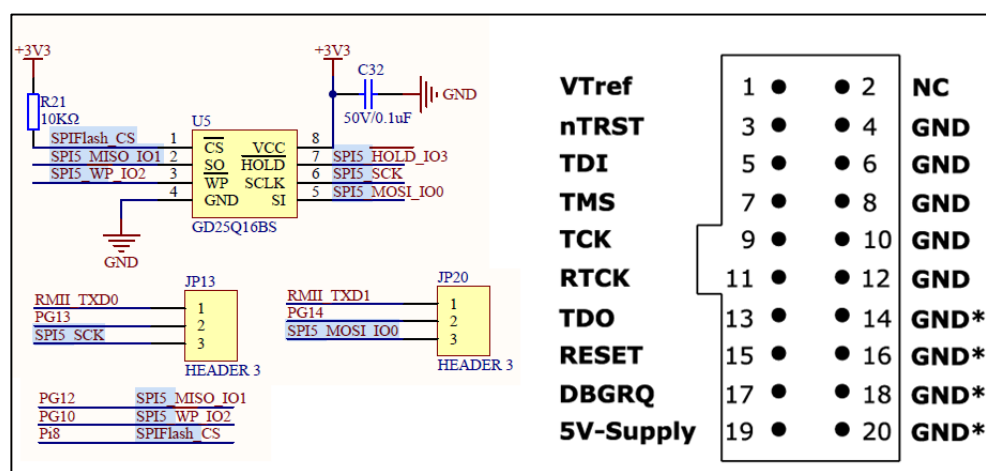 +3V3
+3V3
C32
GND
50V/0.1uF
R21
10KΩ
U5
SPIFlash_CS 1 CS VCC 8
SPI5_MISO_IO1 2 SO HOLD 7 SPI5_HOLD_IO3
SPI5_WP_IO2 3 WP SCLK 6 SPI5_SCK
4 GND SI 5 SPI5_MOSI_IO0
GD25Q16BS
GND
JP13
RMII_TXD0 1
PG13 2
SPI5_SCK 3
HEADER 3
JP20
RMII_TXD1 1
PG14 2
SPI5_MOSI_IO0 3
HEADER 3
PG12 SPI5_MISO_IO1
PG10 SPI5_WP_IO2
Pi8 SPIFlash_CS
VTref 1 2 NC
nTRST 3 4 GND
TDI 5 6 GND
TMS 7 8 GND
TCK 9 10 GND
RTCK 11 12 GND
TDO 13 14 GND*
RESET 15 16 GND*
DBGRQ 17 18 GND*
5V-Supply 19 20 GND*